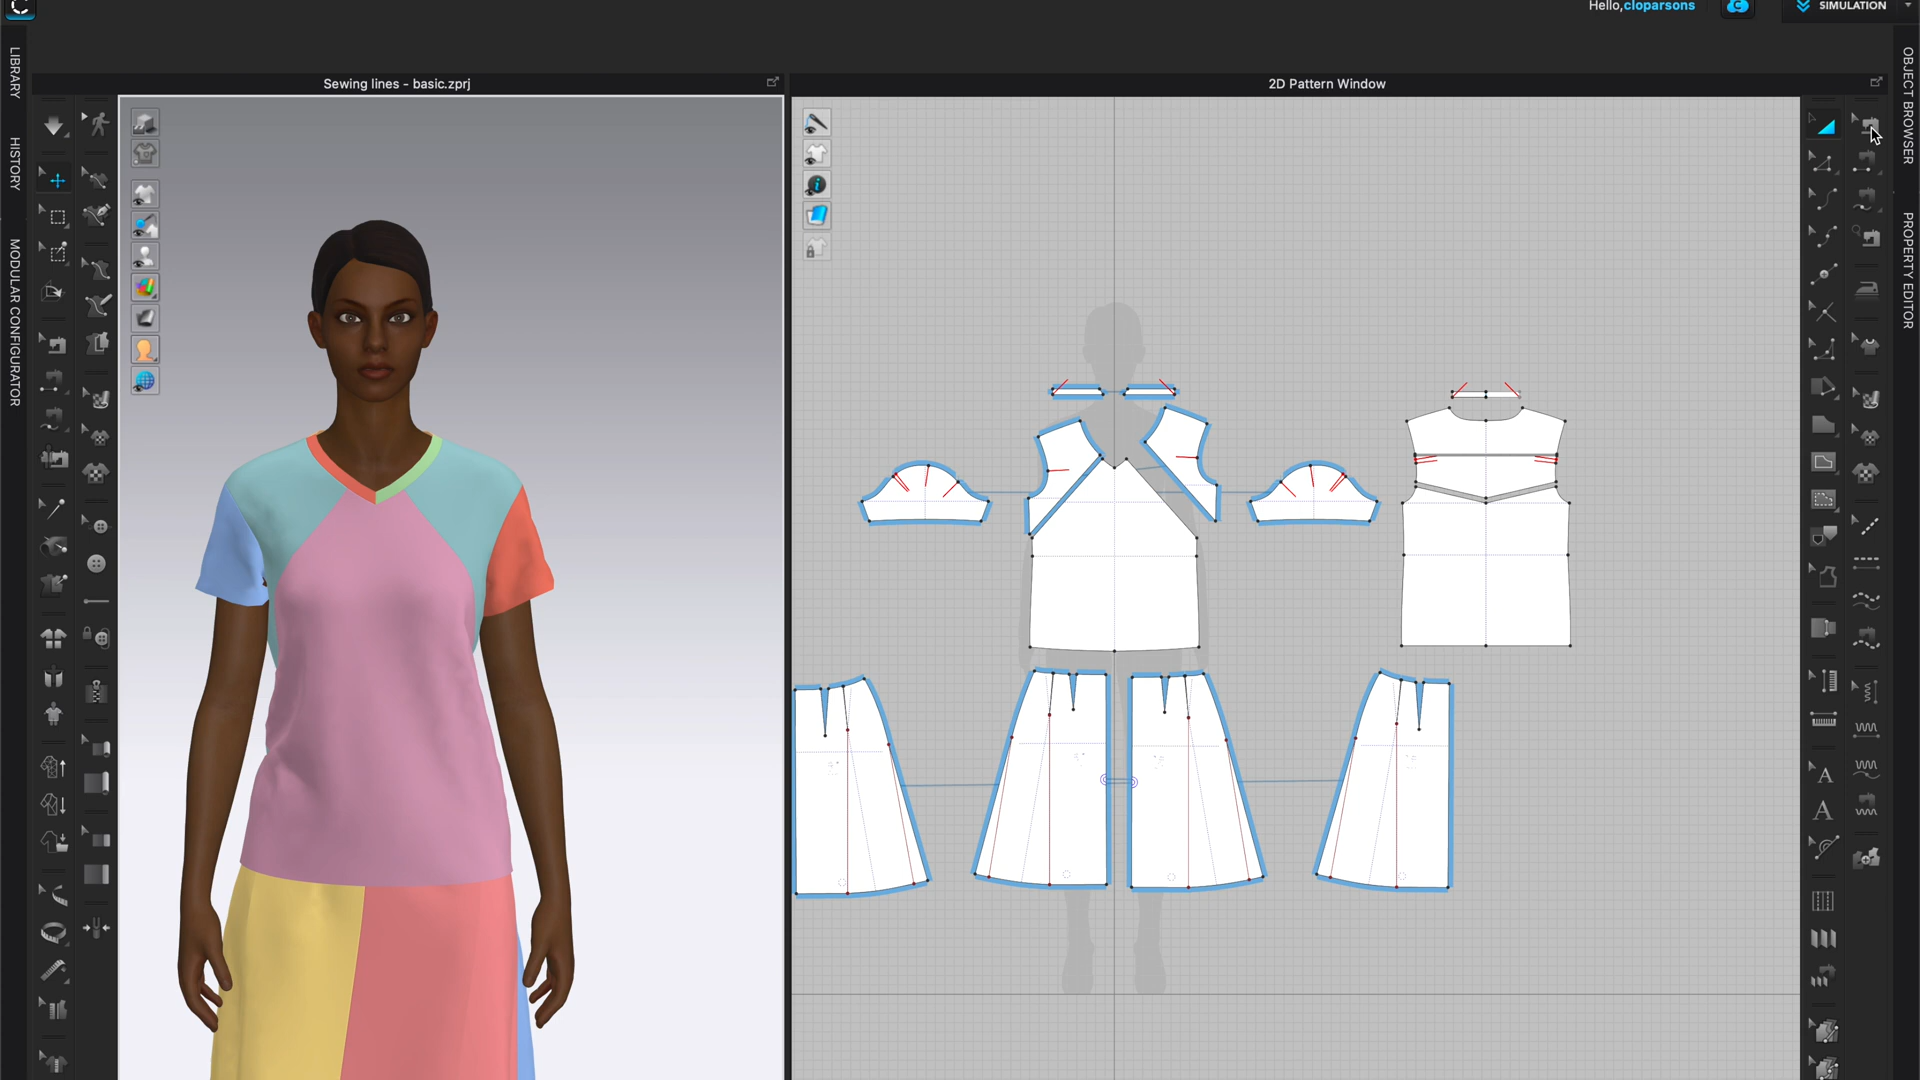 Hello,cloparsons
SIMULATION
Sewing lines - basic.zprj
2D Pattern Window
LIBRARY
HISTORY
MODULAR CONFIGURATOR
OBJECT BROWSER
PROPERTY EDITOR